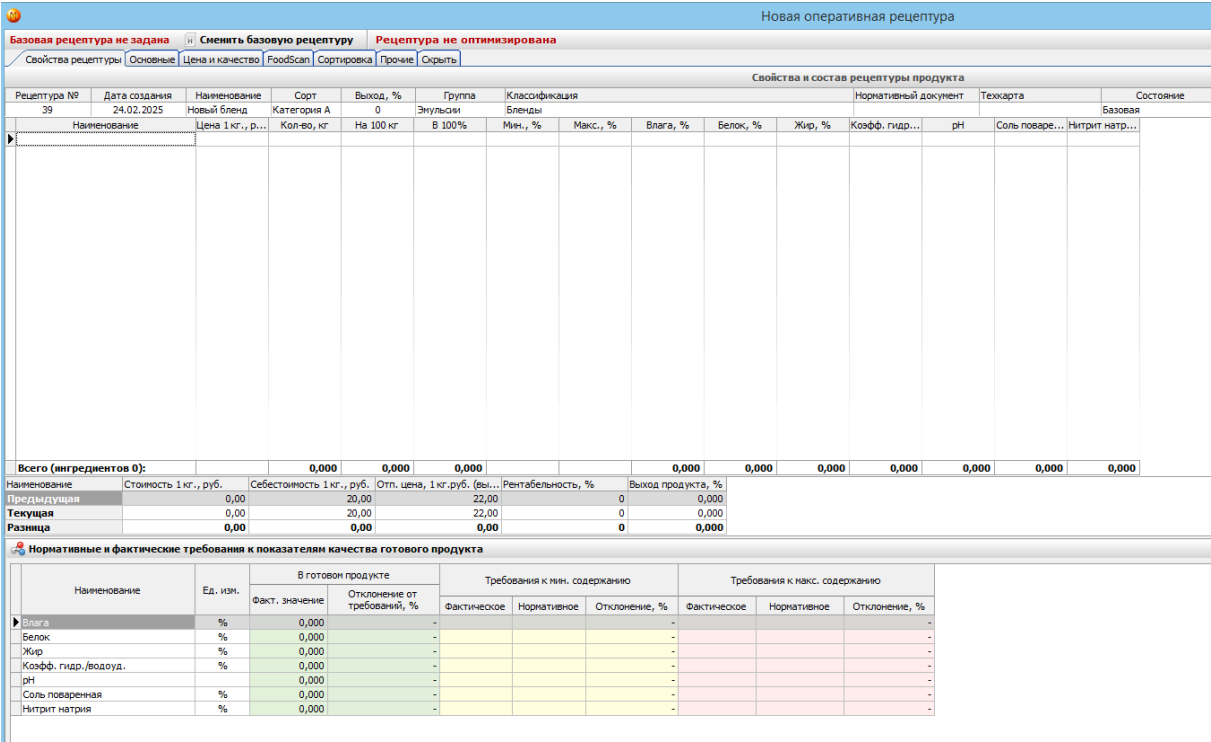 Новая оперативная рецептура
Базовая рецептура не задана Сменить базовую рецептуру Рецептура не оптимизирована
Свойства рецептуры Основные Цена и качество FoodScan Сортировка Прочие Скрыть
Свойства и состав рецептуры продукта
Рецептура № Дата создания Наименование Сорт Выход, % Группа Классификация Нормативный документ Техкарта Состояние
39 24.02.2025 Новый бленд Категория А 0 Эмульсии Бленды Базовая
Наименование Цена 1 кг., р... Кол-во, кг На 100 кг В 100% Мин., % Макс., % Влага, % Белок, % Жир, % Коэфф. гидр... pH Соль поваре... Нитрит натр...
Всего (ингредиентов 0): 0,000 0,000 0,000 0,000 0,000 0,000 0,000 0,000 0,000 0,000
Наименование Стоимость 1 кг., руб. Себестоимость 1 кг., руб. Отп. цена, 1 кг.руб. (вы... Рентабельность, % Выход продукта, %
Предыдущая 0,00 20,00 22,00 0 0,000
Текущая 0,00 20,00 22,00 0 0,000
Разница 0,00 0,00 0,00 0 0,000
Нормативные и фактические требования к показателям качества готового продукта
Наименование Ед. изм. В готовом продукте Требования к мин. содержанию Требования к макс. содержанию
Факт. значение Отклонение от требований, % Фактическое Нормативное Отклонение, % Фактическое Нормативное Отклонение, %
Влага % 0,000 - - -
Белок % 0,000 - - -
Жир % 0,000 - - -
Коэфф. гидр./водоуд. % 0,000 - - -
pH 0,000 - - -
Соль поваренная % 0,000 - - -
Нитрит натрия % 0,000 - - -